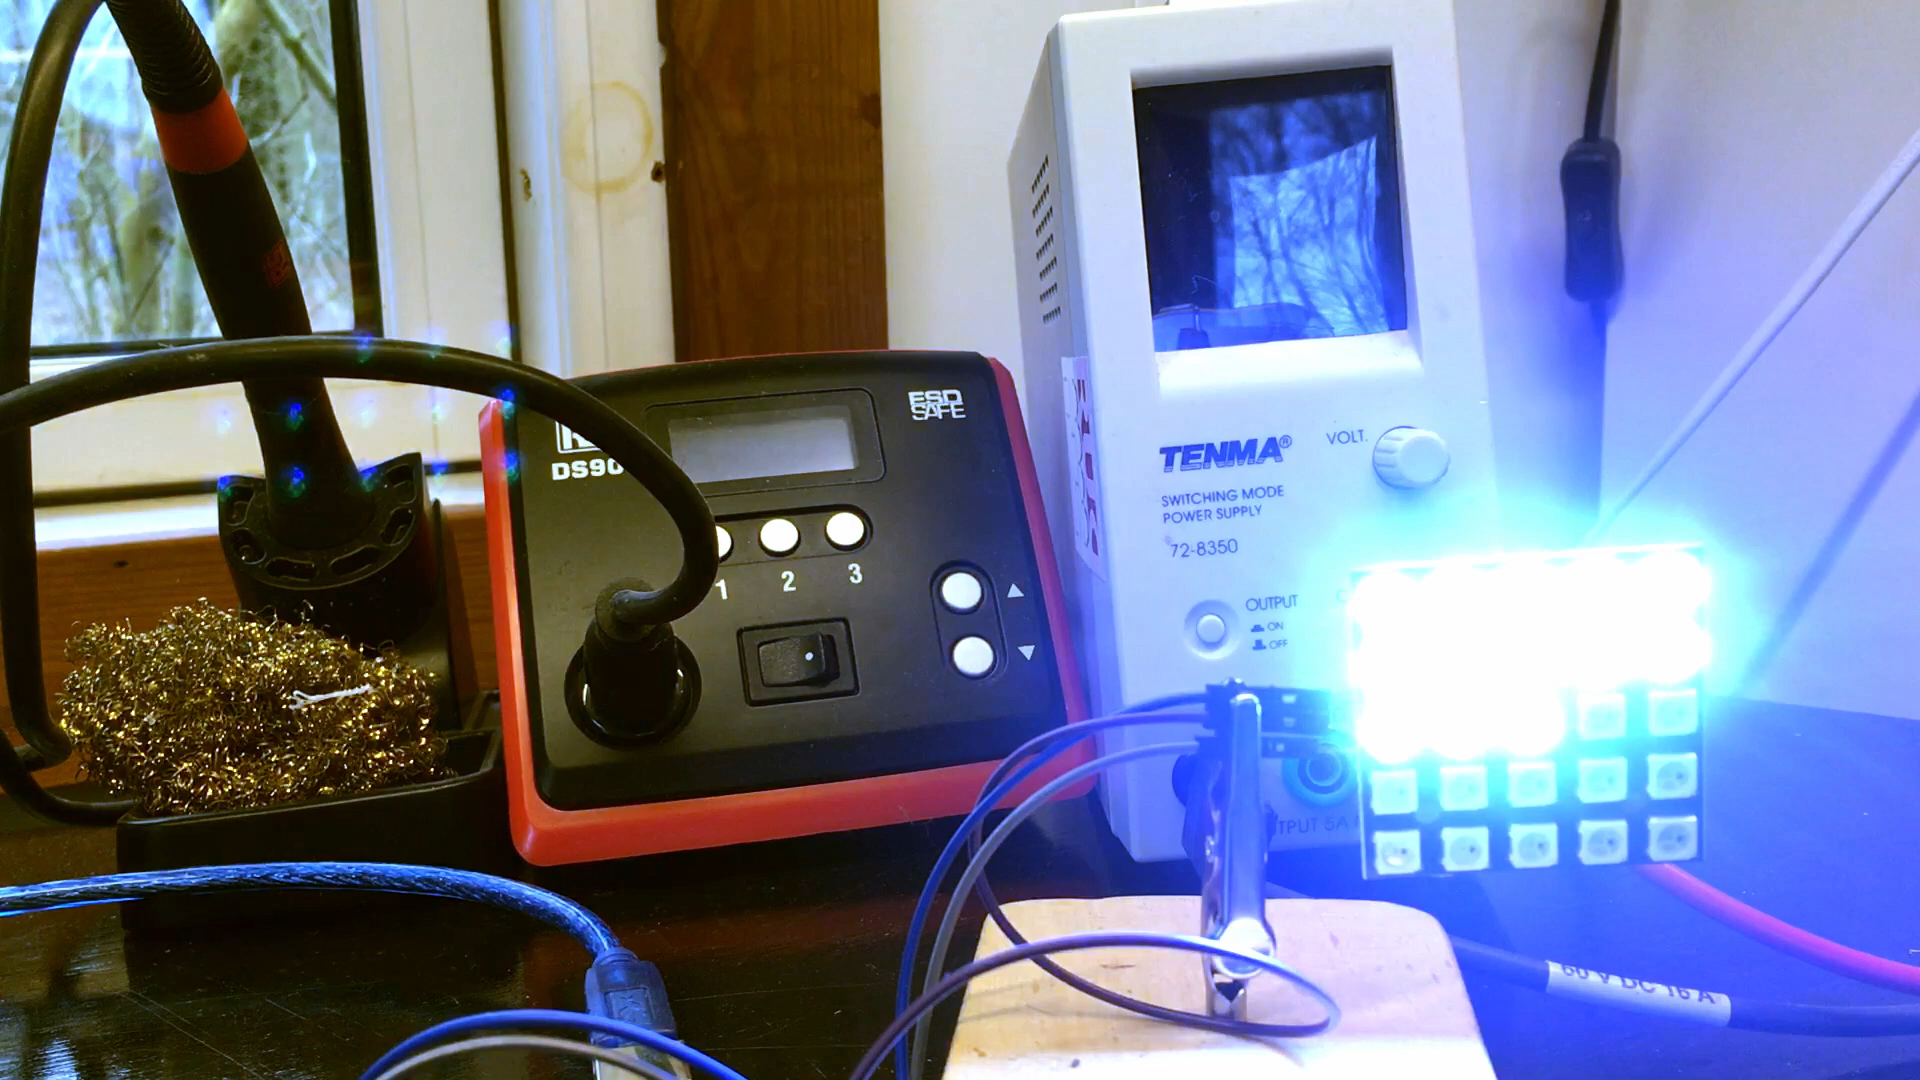 ESD
SAFE
DS90
1
2
3
TENMA®
VOLT.
SWITCHING MODE
POWER SUPPLY
72-8350
OUTPUT
ON
OFF
5A
60 V DC 16 A